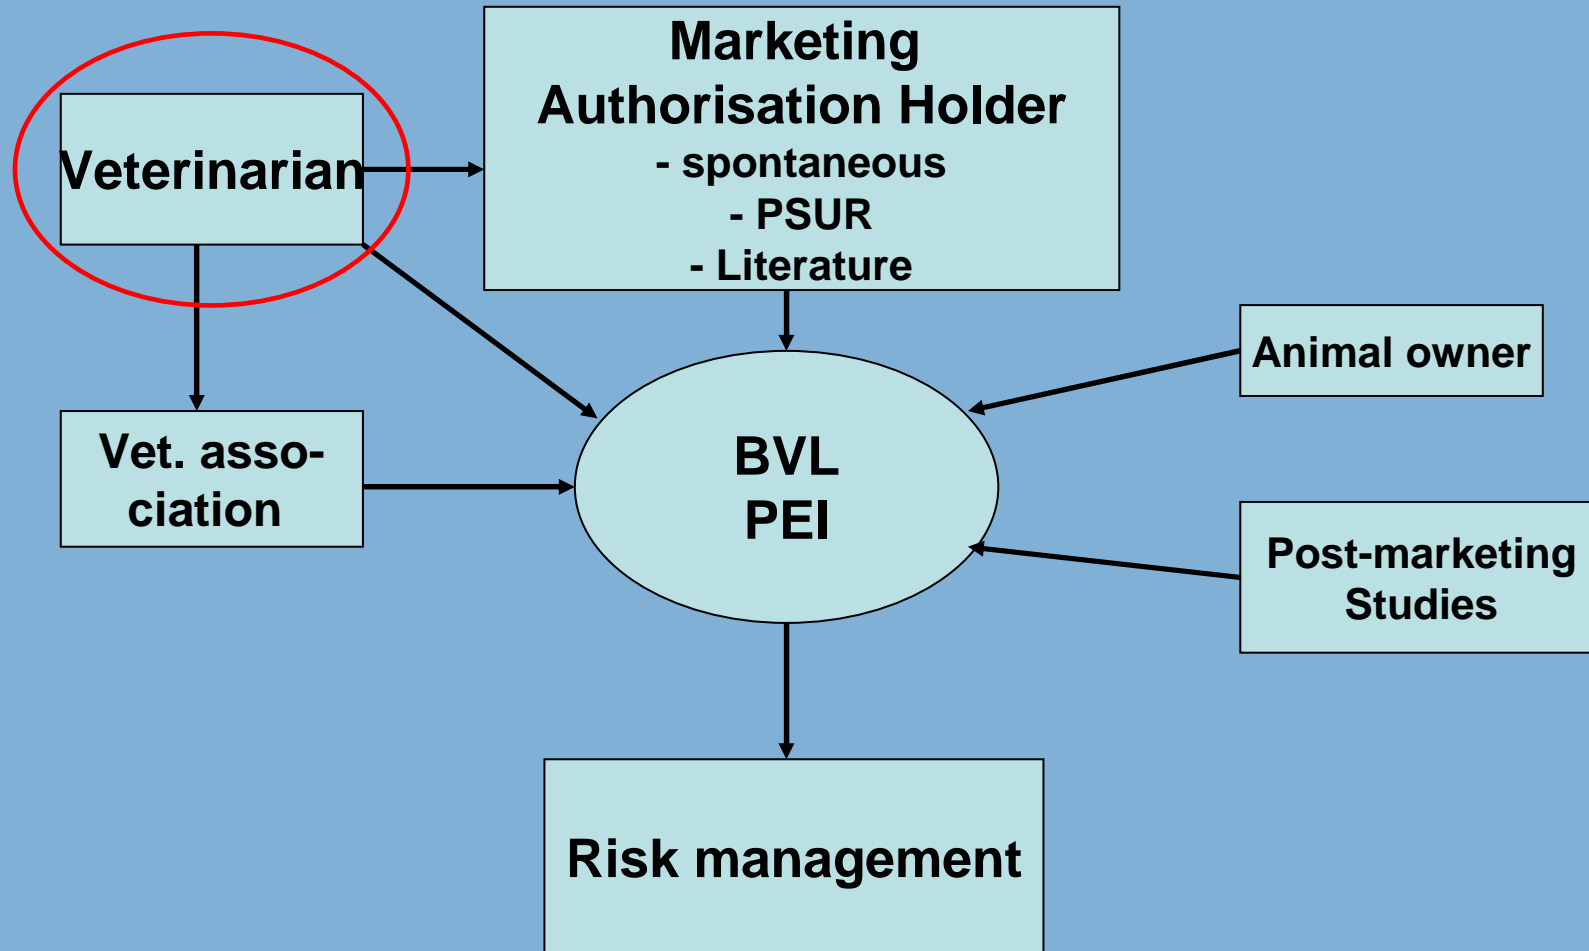 Marketing
Authorisation Holder
- spontaneous
- PSUR
- Literature
Veterinarian
Animal owner
Vet. asso-
ciation
BVL
PEI
Post-marketing
Studies
Risk management